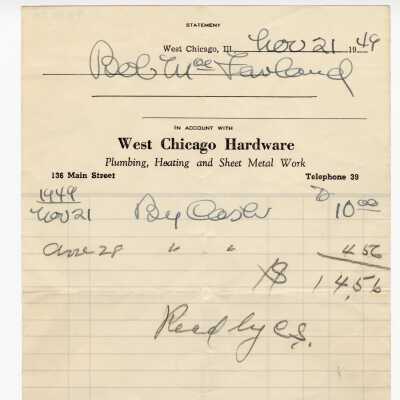 STATEMENT
West Chicago, Ill. Nov 21 1949
Bob McFarland
IN ACCOUNT WITH
West Chicago Hardware
Plumbing, Heating and Sheet Metal Work
136 Main Street Telephone 39
1949
Nov 21 By Cash 10 00
28 " " 4 56
14,56
Recd by C.S.